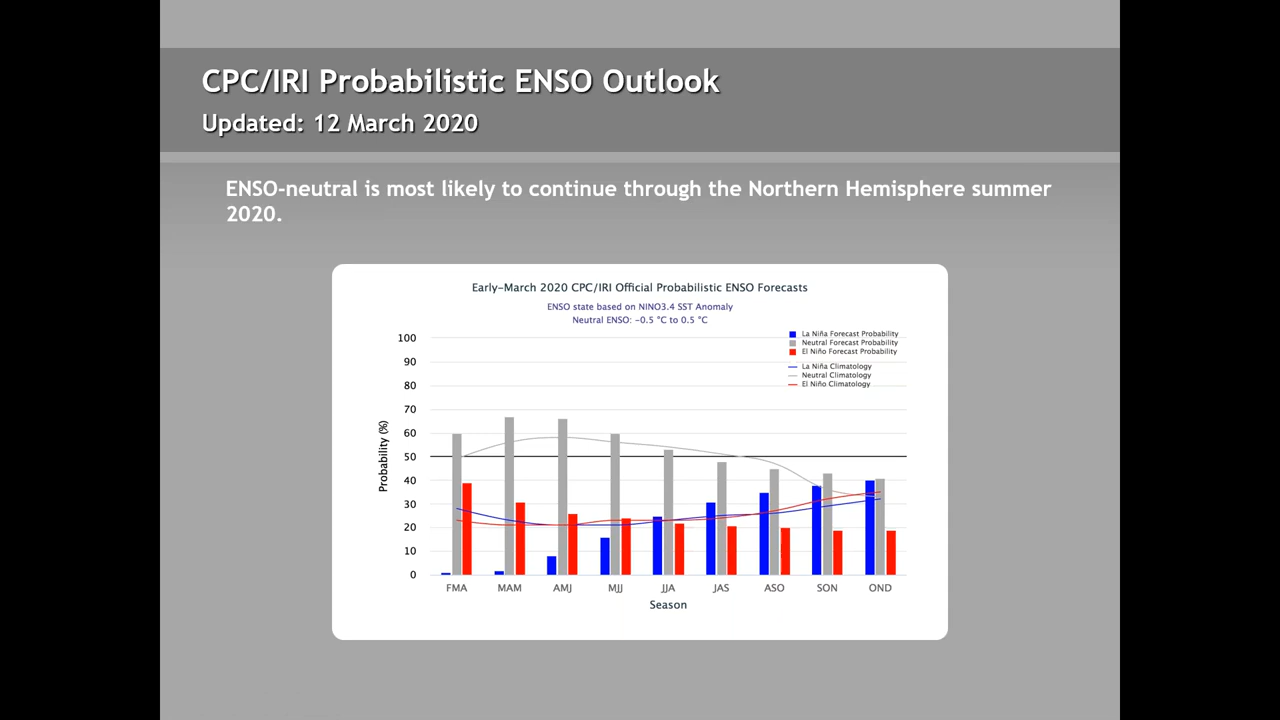 CPC/IRI Probabilistic ENSO Outlook
Updated: 12 March 2020
ENSO-neutral is most likely to continue through the Northern Hemisphere summer
2020.
Early-March 2020 CPC/IRI Official Probabilistic ENSO Forecasts
ENSO state based on NINO3.4 SST Anomaly
Neutral ENSO: -0.5 °C to 0.5 °C
La Niña Forecast Probability
Neutral Forecast Probability
El Niño Forecast Probability
La Niña Climatology
Neutral Climatology
El Niño Climatology
Probability (%)
100
90
80
70
60
50
40
30
20
10
0
FMA MAM AMJ MJJ JJA JAS ASO SON OND
Season